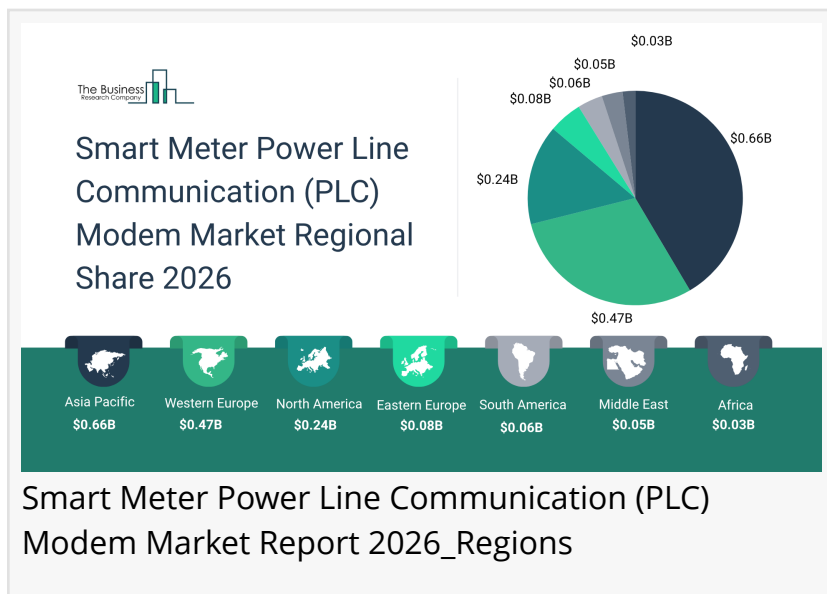 The Business
Research Company
Smart Meter Power Line
Communication (PLC)
Modem Market Regional
Share 2026
$0.03B
$0.05B
$0.06B
$0.08B
$0.66B
$0.24B
$0.47B
Asia Pacific
$0.66B
Western Europe
$0.47B
North America
$0.24B
Eastern Europe
$0.08B
South America
$0.06B
Middle East
$0.05B
Africa
$0.03B
Smart Meter Power Line Communication (PLC)
Modem Market Report 2026_Regions